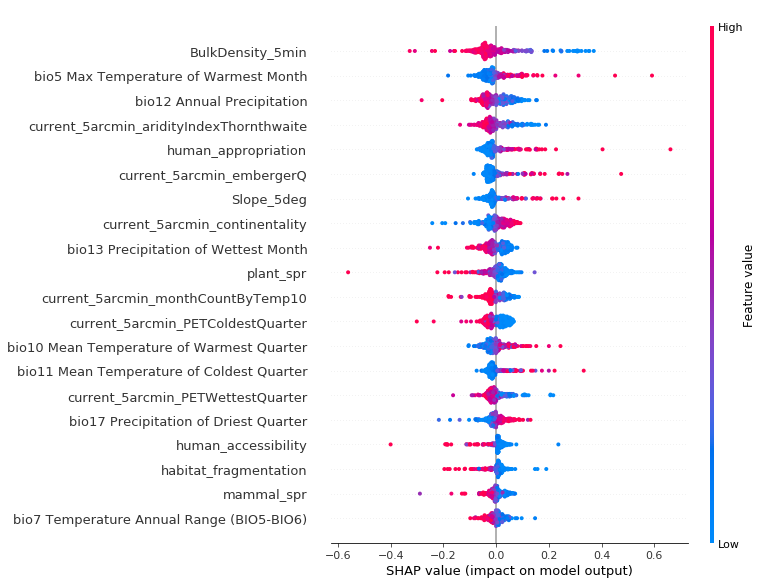 High
BulkDensity_5min
bio5 Max Temperature of Warmest Month
bio12 Annual Precipitation
current_5arcmin_aridityIndexThornthwaite
human_appropriation
current_5arcmin_embergerQ
Slope_5deg
current_5arcmin_continentality
bio13 Precipitation of Wettest Month
plant_spr
current_5arcmin_monthCountByTemp10
current_5arcmin_PETColdestQuarter
bio10 Mean Temperature of Warmest Quarter
bio11 Mean Temperature of Coldest Quarter
current_5arcmin_PETWettestQuarter
bio17 Precipitation of Driest Quarter
human_accessibility
habitat_fragmentation
mammal_spr
bio7 Temperature Annual Range (BIO5-BIO6)
Feature value
Low
−0.6 −0.4 −0.2 0.0 0.2 0.4 0.6
SHAP value (impact on model output)